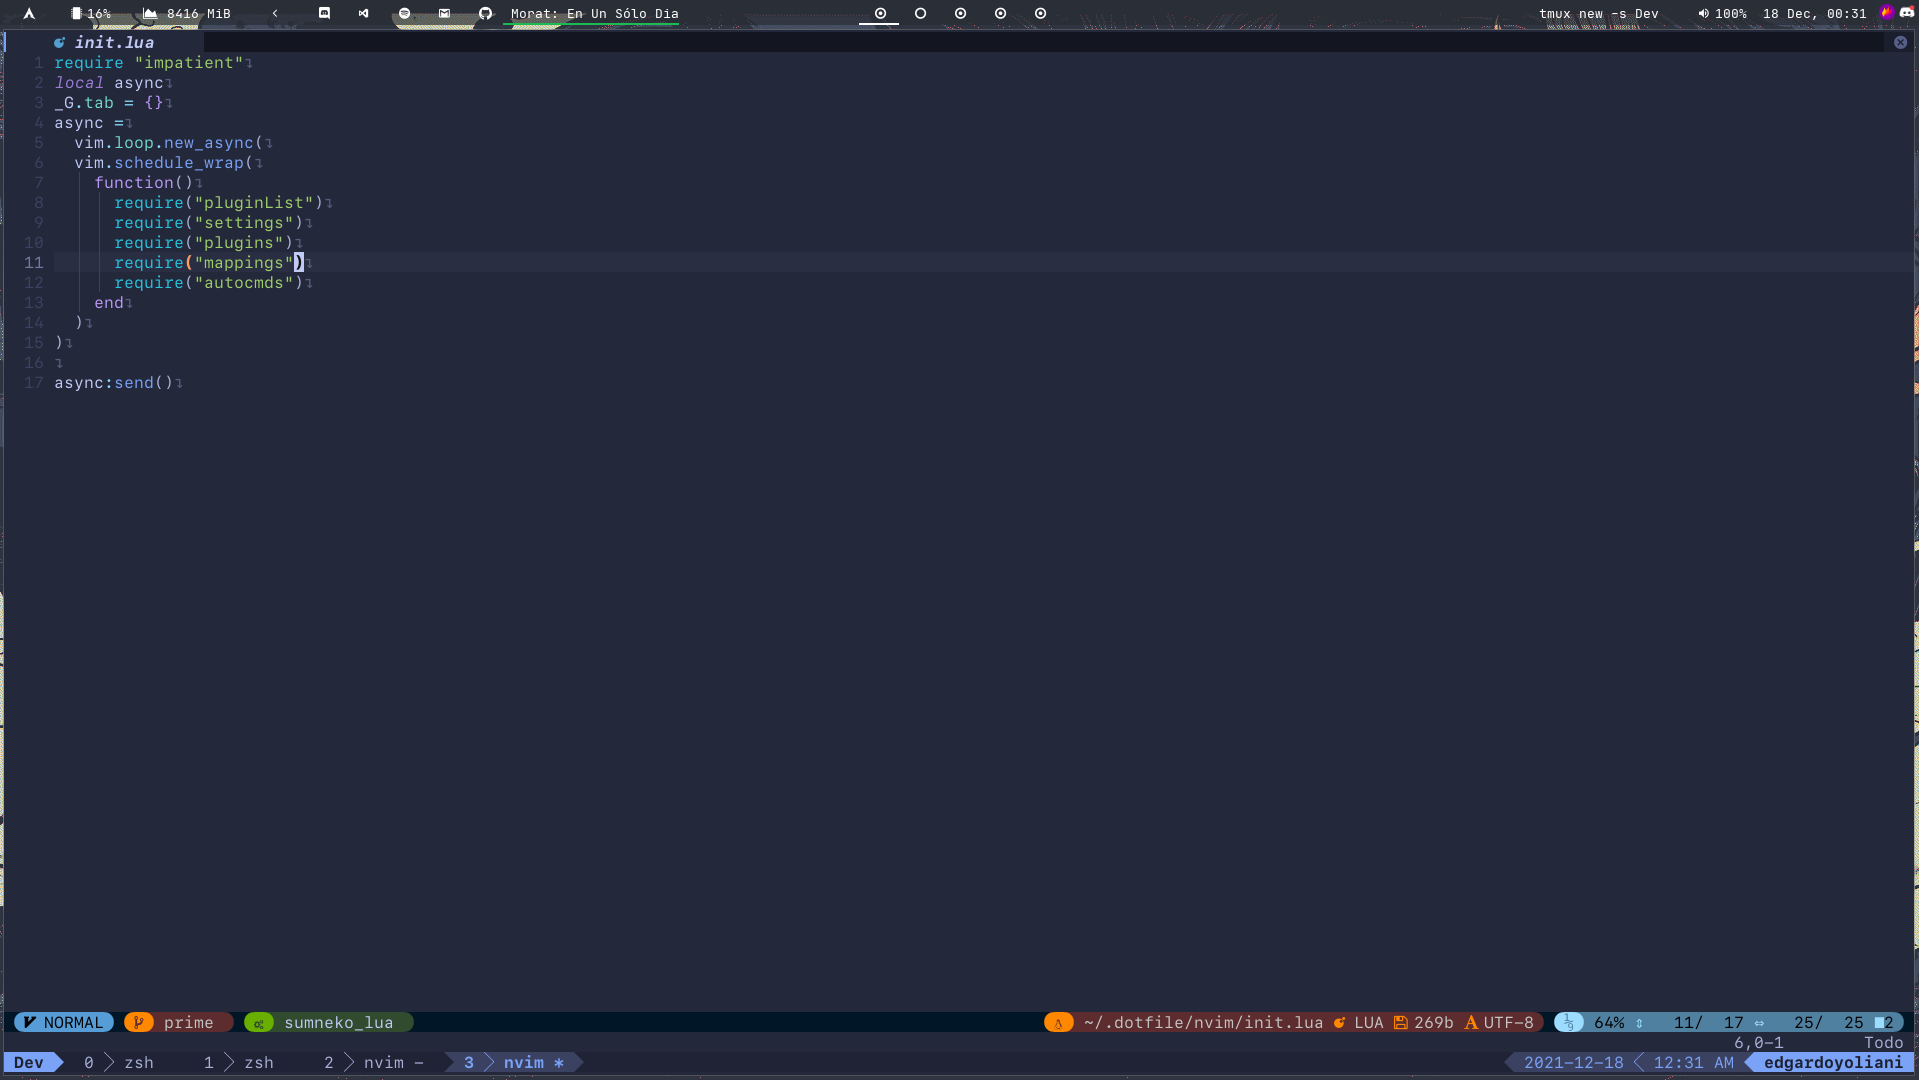 16% 8416 MiB < Morat: En Un Sólo Dia tmux new -s Dev 100% 18 Dec, 00:31
init.lua
1 require "impatient"
2 local async
3 _G.tab = {}
4 async =
5 vim.loop.new_async(
6 vim.schedule_wrap(
7 function()
8 require("pluginList")
9 require("settings")
10 require("plugins")
11 require("mappings")
12 require("autocmds")
13 end
14 )
15 )
16
17 async:send()
NORMAL prime sumneko_lua ~/.dotfile/nvim/init.lua LUA 269b UTF-8 64% 11/ 17 25/ 25 2
6,0-1 Todo
Dev 0 zsh 1 zsh 2 nvim - 3 nvim * 2021-12-18 12:31 AM edgardoyoliani